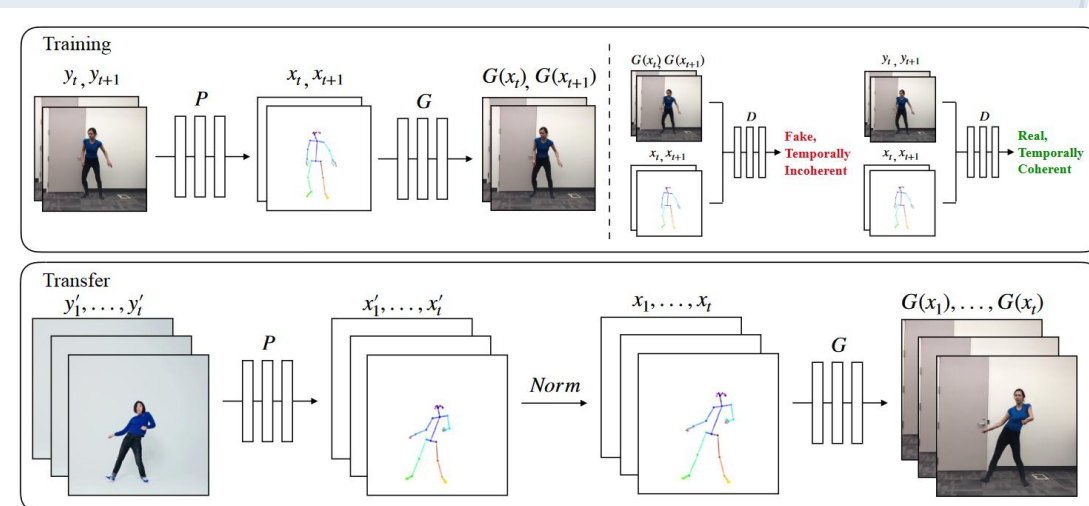 Training
y_t , y_{t+1}
P
x_t , x_{t+1}
G
G(x_t), G(x_{t+1})
G(x_t) G(x_{t+1})
x_t , x_{t+1}
D
Fake,
Temporally
Incoherent
y_t , y_{t+1}
x_t , x_{t+1}
D
Real,
Temporally
Coherent
Transfer
y'_1, . . . , y'_t
P
x'_1, . . . , x'_t
Norm
x_1, . . . , x_t
G
G(x_1), . . . , G(x_t)